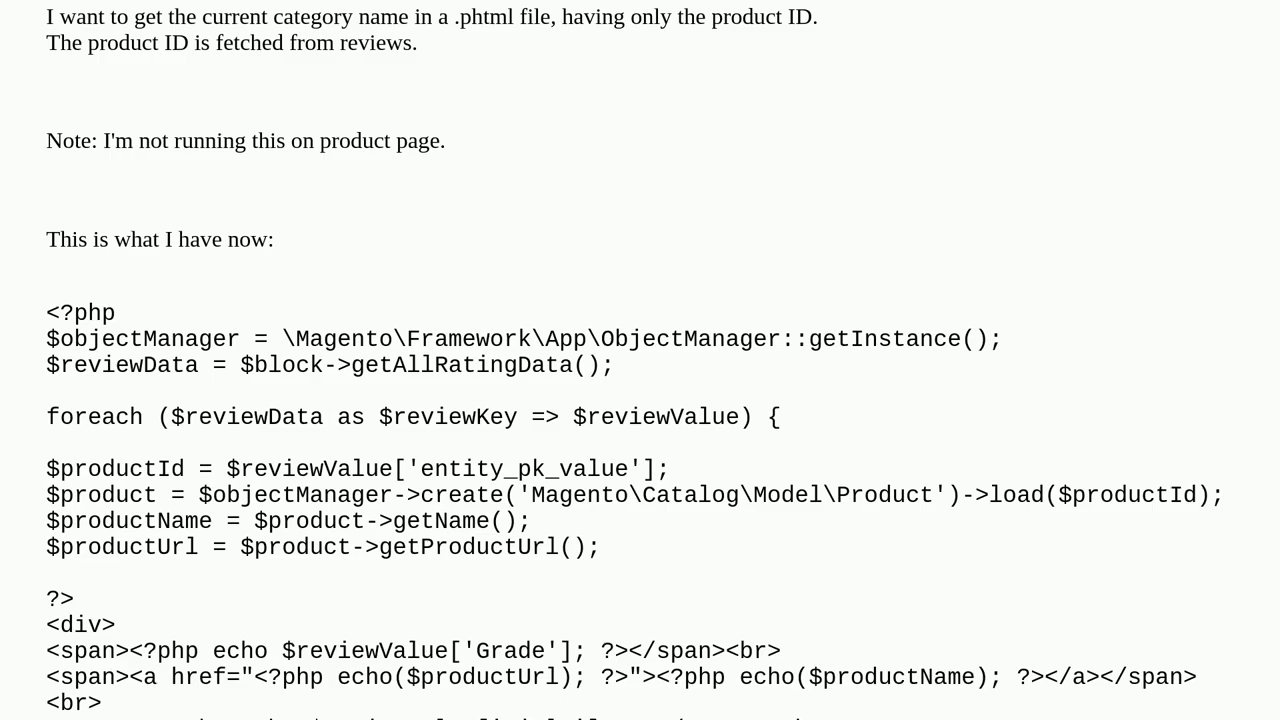 I want to get the current category name in a .phtml file, having only the product ID.
The product ID is fetched from reviews.
Note: I'm not running this on product page.
This is what I have now:
<?php
$objectManager = \Magento\Framework\App\ObjectManager::getInstance();
$reviewData = $block->getAllRatingData();
foreach ($reviewData as $reviewKey => $reviewValue) {
$productId = $reviewValue['entity_pk_value'];
$product = $objectManager->create('Magento\Catalog\Model\Product')->load($productId);
$productName = $product->getName();
$productUrl = $product->getProductUrl();
?>
<div>
<span><?php echo $reviewValue['Grade']; ?></span><br>
<span><a href="<?php echo($productUrl); ?>"><?php echo($productName); ?></a></span>
<br>